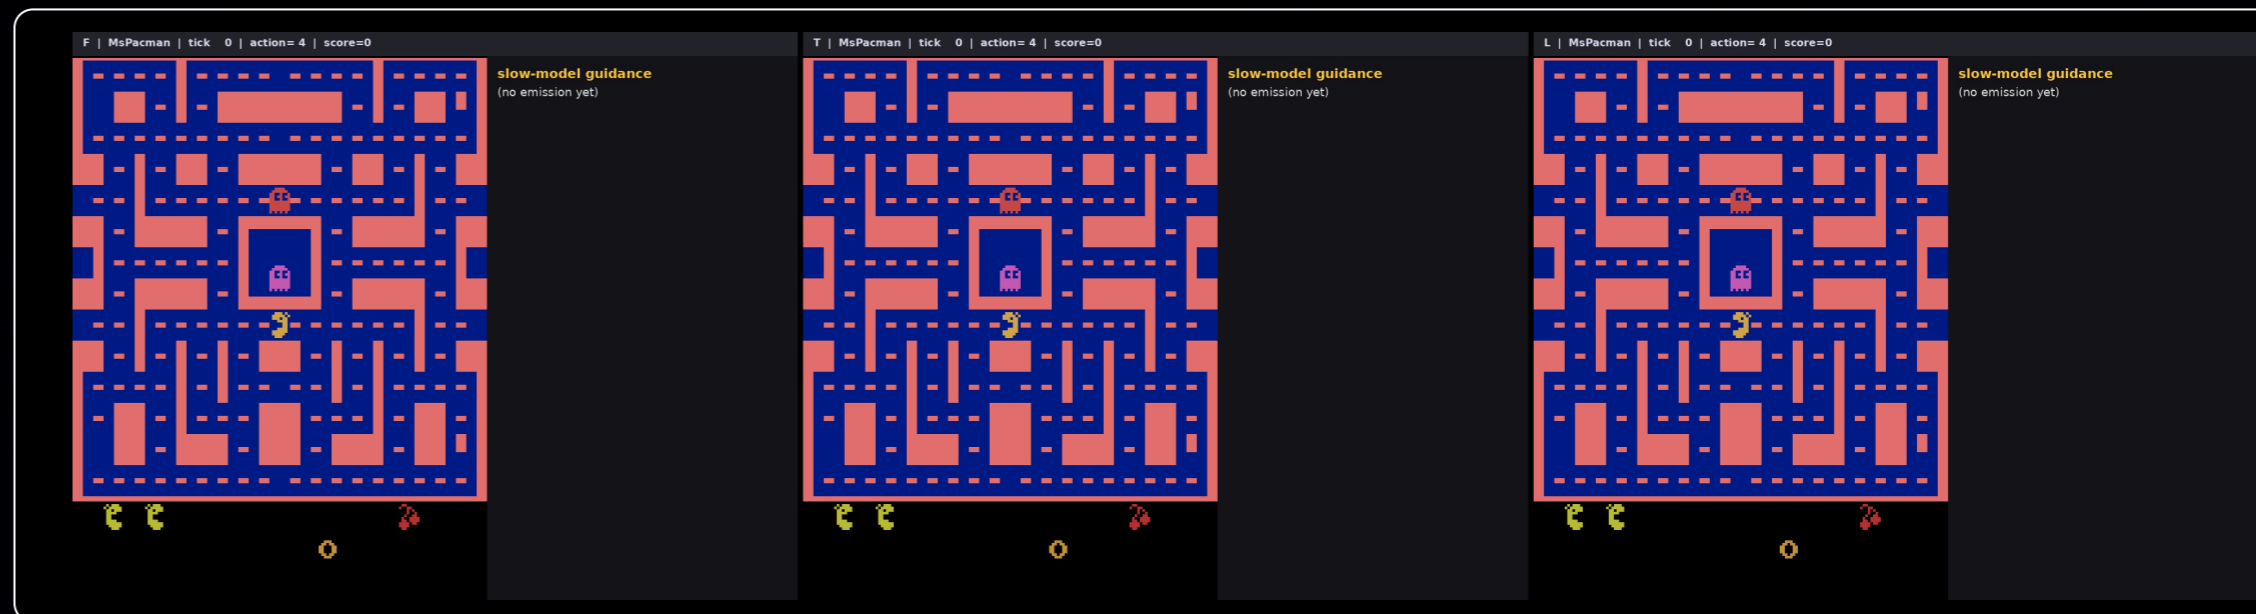 F | MsPacman | tick 0 | action= 4 | score=0
slow-model guidance
(no emission yet)
0
T | MsPacman | tick 0 | action= 4 | score=0
slow-model guidance
(no emission yet)
0
L | MsPacman | tick 0 | action= 4 | score=0
slow-model guidance
(no emission yet)
0